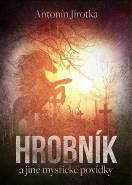 Antonín Jirotka
HROBNÍK
a jiné mystické povídky